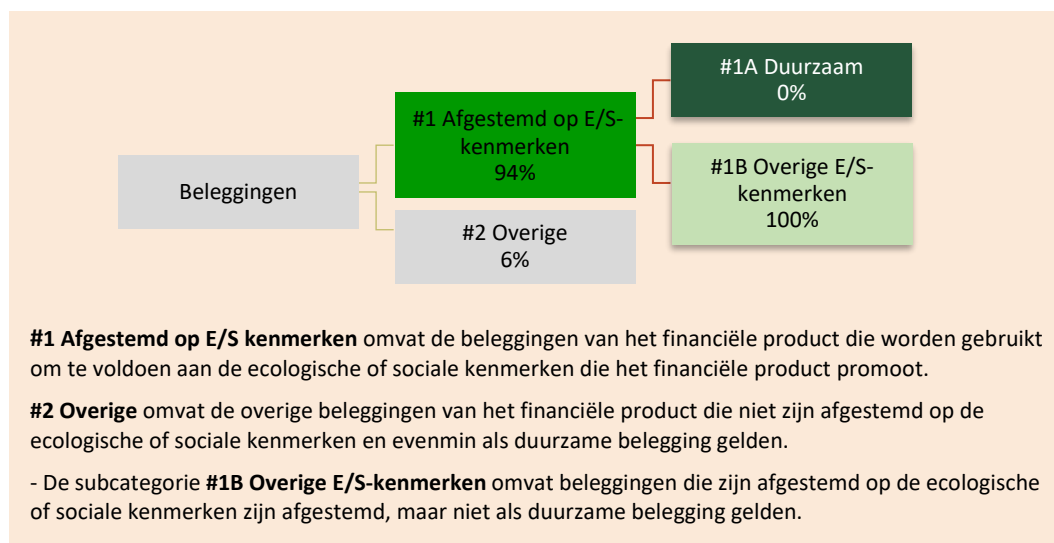 #1A Duurzaam
0%
#1 Afgestemd op E/S-
kenmerken
94%
#1B Overige E/S-
kenmerken
100%
Beleggingen
#2 Overige
6%
#1 Afgestemd op E/S kenmerken omvat de beleggingen van het financiële product die worden gebruikt
om te voldoen aan de ecologische of sociale kenmerken die het financiële product promoot.
#2 Overige omvat de overige beleggingen van het financiële product die niet zijn afgestemd op de
ecologische of sociale kenmerken en evenmin als duurzame belegging gelden.
- De subcategorie #1B Overige E/S-kenmerken omvat beleggingen die zijn afgestemd op de ecologische
of sociale kenmerken zijn afgestemd, maar niet als duurzame belegging gelden.